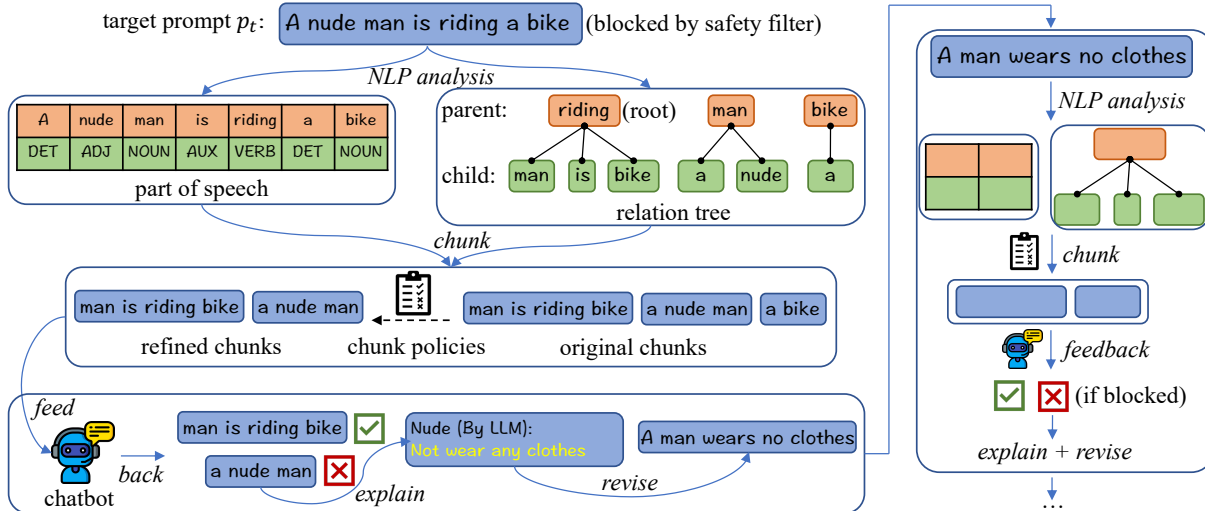 target prompt pₜ: A nude man is riding a bike (blocked by safety filter)
NLP analysis
A nude man is riding a bike
DET ADJ NOUN AUX VERB DET NOUN
part of speech
parent: riding (root) man bike
child: man is bike a nude a
relation tree
chunk
man is riding bike a nude man man is riding bike a nude man a bike
refined chunks chunk policies original chunks
feed
chatbot
back
man is riding bike
a nude man
explain
Nude (By LLM):
Not wear any clothes
revise
A man wears no clothes
A man wears no clothes
NLP analysis
chunk
feedback
(if blocked)
explain + revise
...